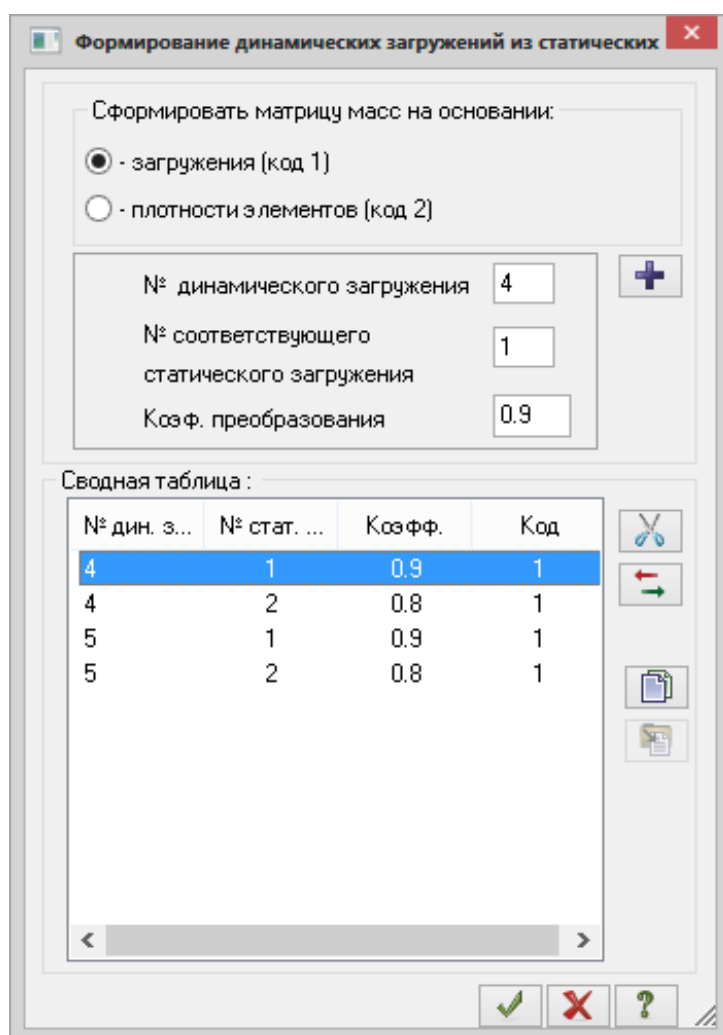 Формирование динамических загружений из статических
Сформировать матрицу масс на основании:
- загружения (код 1)
- плотности элементов (код 2)
№ динамического загружения 4
№ соответствующего
статического загружения 1
Коэф. преобразования 0.9
Сводная таблица :
№ дин. з... № стат. ... Коэфф. Код
4 1 0.9 1
4 2 0.8 1
5 1 0.9 1
5 2 0.8 1